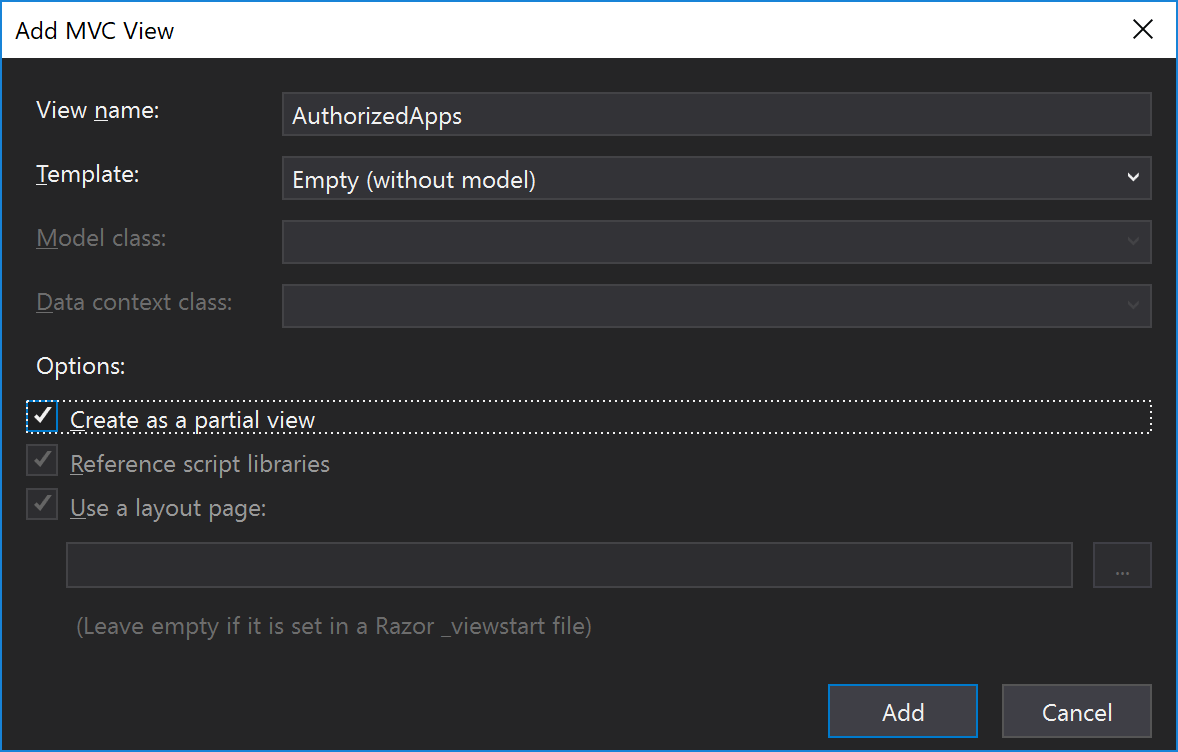 Add MVC View
View name:
AuthorizedApps
Template:
Empty (without model)
Model class:
Data context class:
Options:
Create as a partial view
Reference script libraries
Use a layout page:
...
(Leave empty if it is set in a Razor _viewstart file)
Add
Cancel